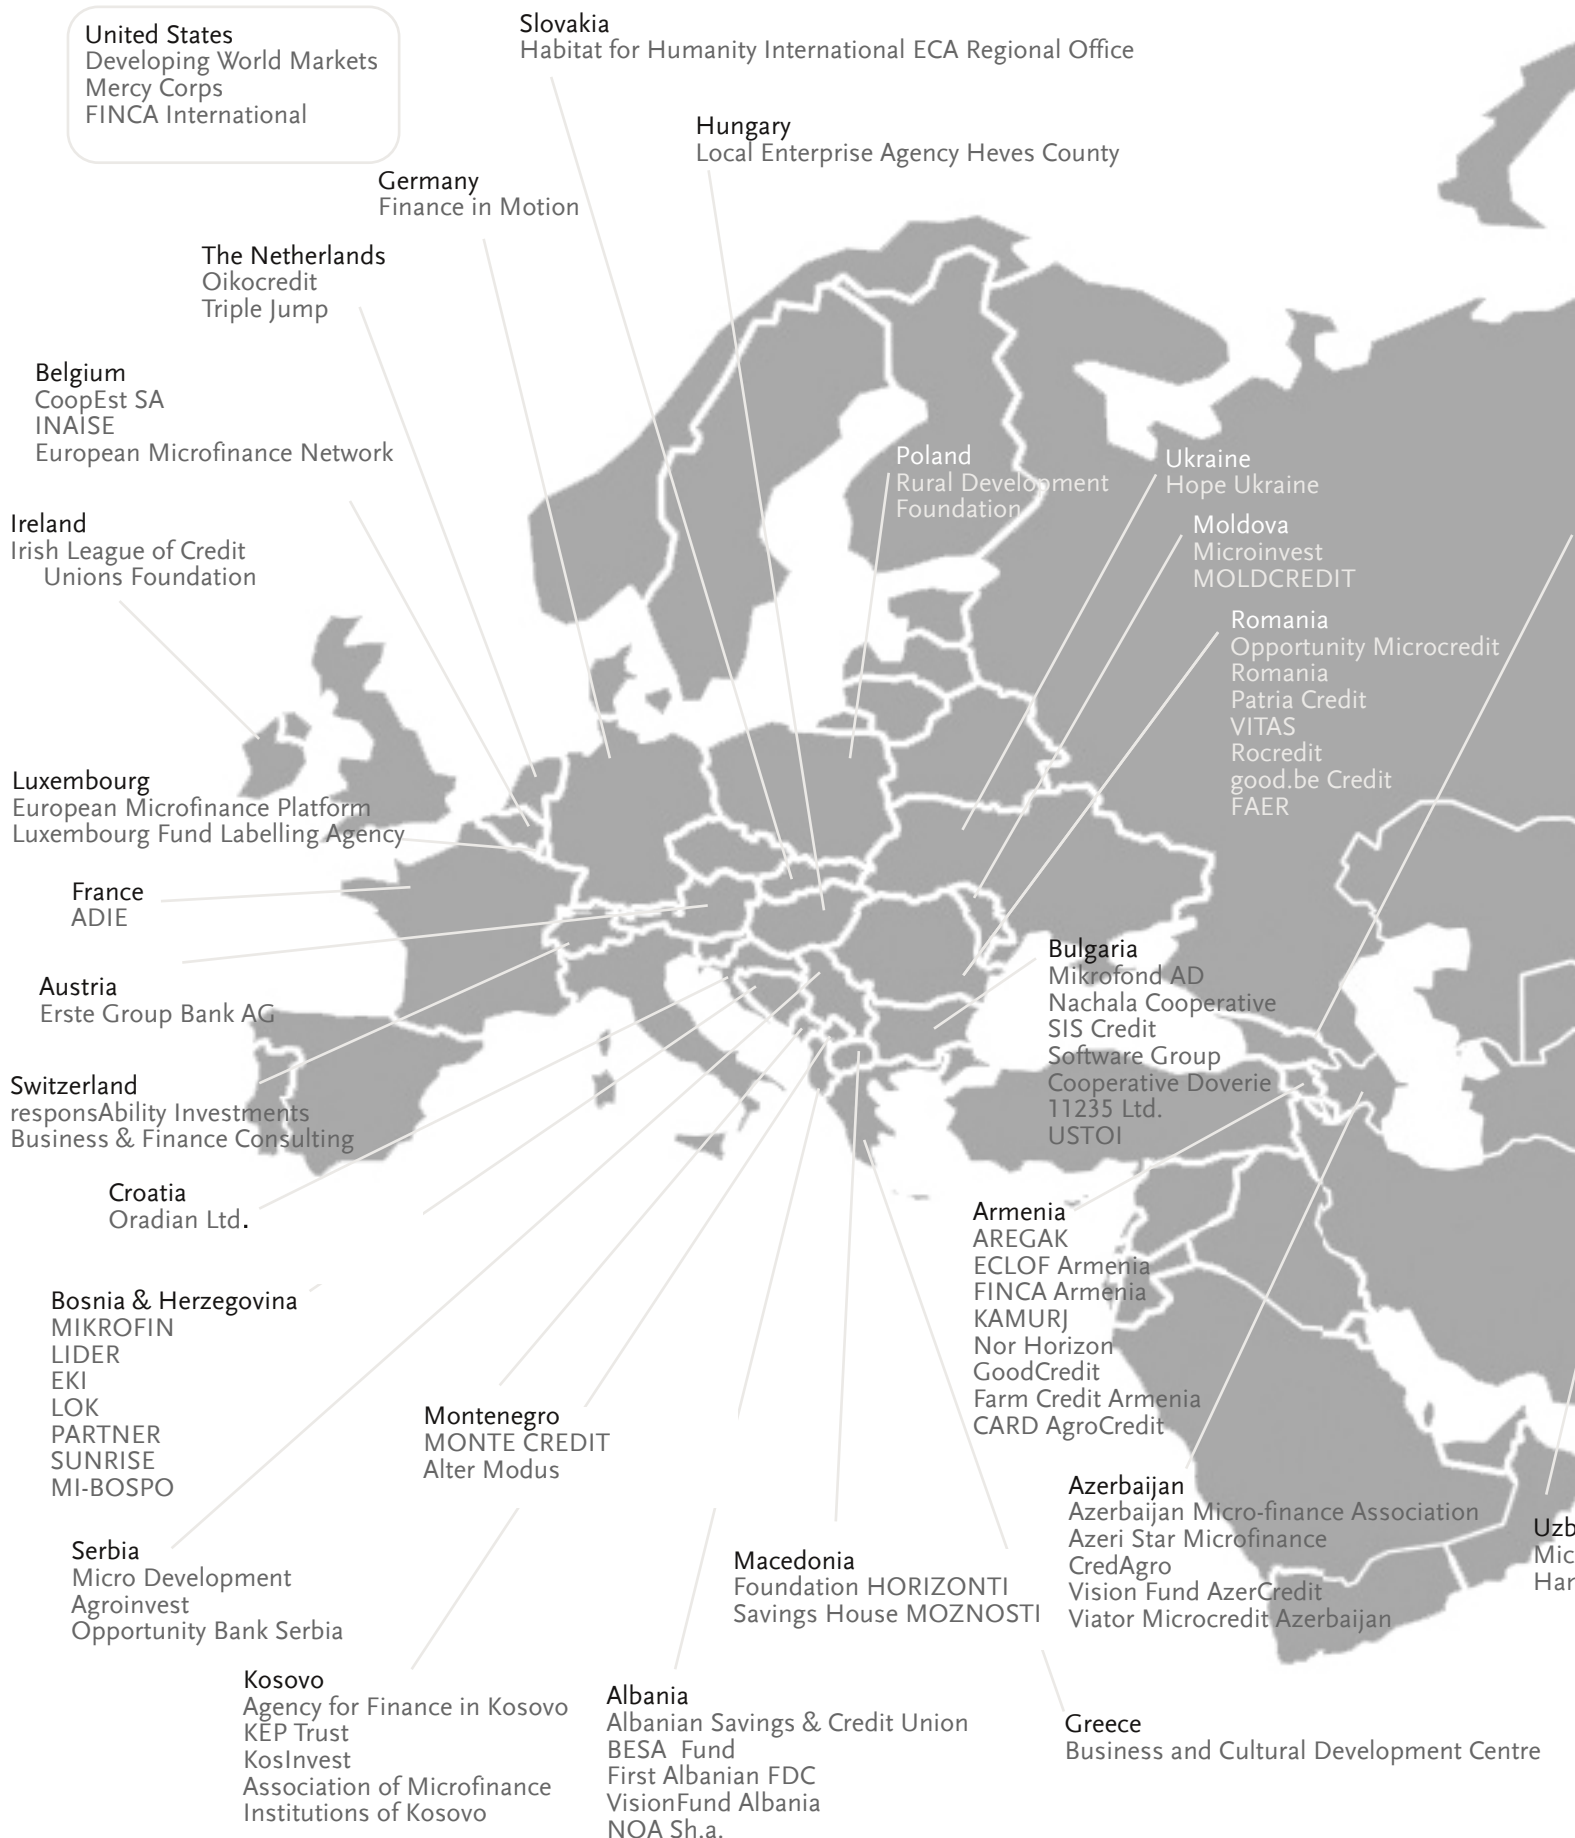 United States
Developing World Markets
Mercy Corps
FINCA International
Slovakia
Habitat for Humanity International ECA Regional Office
Hungary
Local Enterprise Agency Heves County
Germany
Finance in Motion
The Netherlands
Oikocredit
Triple Jump
Belgium
CoopEst SA
INAISE
European Microfinance Network
Ireland
Irish League of Credit
Unions Foundation
Poland
Rural Development
Foundation
Ukraine
Hope Ukraine
Moldova
Microinvest
MOLDCREDIT
Romania
Opportunity Microcredit
Romania
Patria Credit
VITAS
Rocredit
good.be Credit
FAER
Luxembourg
European Microfinance Platform
Luxembourg Fund Labelling Agency
France
ADIE
Austria
Erste Group Bank AG
Switzerland
responsAbility Investments
Business & Finance Consulting
Croatia
Oradian Ltd.
Bulgaria
Mikrofond AD
Nachala Cooperative
SIS Credit
Software Group
Cooperative Doverie
11235 Ltd.
USTOI
Armenia
AREGAK
ECLOF Armenia
FINCA Armenia
KAMURJ
Nor Horizon
GoodCredit
Farm Credit Armenia
CARD AgroCredit
Bosnia & Herzegovina
MIKROFIN
LIDER
EKI
LOK
PARTNER
SUNRISE
MI-BOSPO
Montenegro
MONTE CREDIT
Alter Modus
Azerbaijan
Azerbaijan Micro-finance Association
Azeri Star Microfinance
CredAgro
Vision Fund AzerCredit
Viator Microcredit Azerbaijan
Uzb
Mic
Har
Serbia
Micro Development
Agroinvest
Opportunity Bank Serbia
Macedonia
Foundation HORIZONTI
Savings House MOZNOSTI
Kosovo
Agency for Finance in Kosovo
KEP Trust
KosInvest
Association of Microfinance
Institutions of Kosovo
Albania
Albanian Savings & Credit Union
BESA Fund
First Albanian FDC
VisionFund Albania
NOA Sh.a.
Greece
Business and Cultural Development Centre